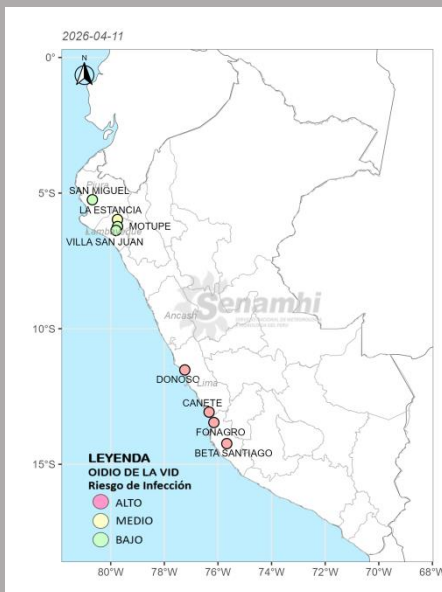 2026-04-11
0°
N
Piura
SAN MIGUEL
5°S
LA ESTANCIA
MOTUPE
VILLA SAN JUAN
Senamhi
Ancash
10°S
DONOSO
Lima
CANETE
FONAGRO
BETA SANTIAGO
15°S
LEYENDA
OIDIO DE LA VID
Riesgo de Infección
ALTO
MEDIO
BAJO
80°W 78°W 76°W 74°W 72°W 70°W 68°W